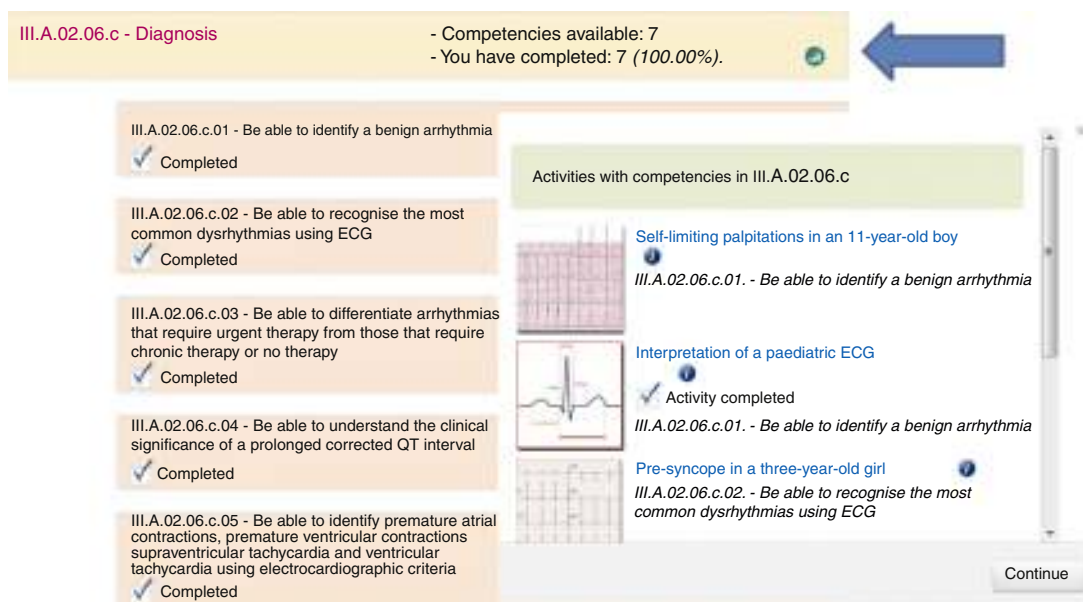 III.A.02.06.c - Diagnosis
- Competencies available: 7
- You have completed: 7 (100.00%).
III.A.02.06.c.01 - Be able to identify a benign arrhythmia
Completed
III.A.02.06.c.02 - Be able to recognise the most
common dysrhythmias using ECG
Completed
III.A.02.06.c.03 - Be able to differentiate arrhythmias
that require urgent therapy from those that require
chronic therapy or no therapy
Completed
III.A.02.06.c.04 - Be able to understand the clinical
significance of a prolonged corrected QT interval
Completed
III.A.02.06.c.05 - Be able to identify premature atrial
contractions, premature ventricular contractions
supraventricular tachycardia and ventricular
tachycardia using electrocardiographic criteria
Completed
Activities with competencies in III.A.02.06.c
Self-limiting palpitations in an 11-year-old boy
III.A.02.06.c.01. - Be able to identify a benign arrhythmia
Interpretation of a paediatric ECG
Activity completed
III.A.02.06.c.01. - Be able to identify a benign arrhythmia
Pre-syncope in a three-year-old girl
III.A.02.06.c.02. - Be able to recognise the most
common dysrhythmias using ECG
Continue